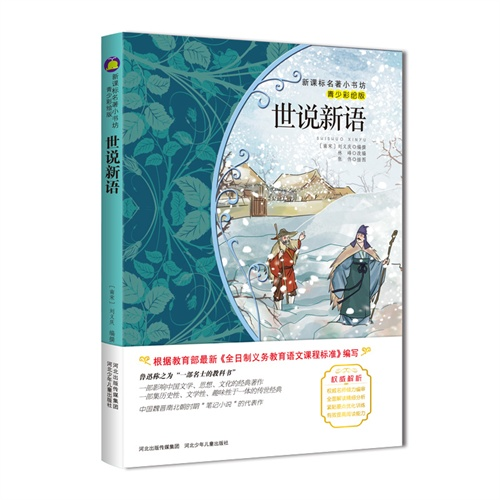 新课标名著小书坊
青少彩绘版
世说新语
[南宋]刘义庆 编撰
新课标名著小书坊
青少彩绘版
世说新语
SHISHUO XINYU
刘义庆 编撰
根据教育部最新《全日制义务教育语文课程标准》编写
鲁迅称之为“一部名士的教科书”
一部影响中国文学、思想、文化的经典著作
一部集历史性、文学性、趣味性于一体的传世经典
中国魏晋南北朝时期“笔记小说”的代表作
权威解析
河北出版传媒集团 河北少年儿童出版社
河北出版传媒集团
河北少年儿童出版社